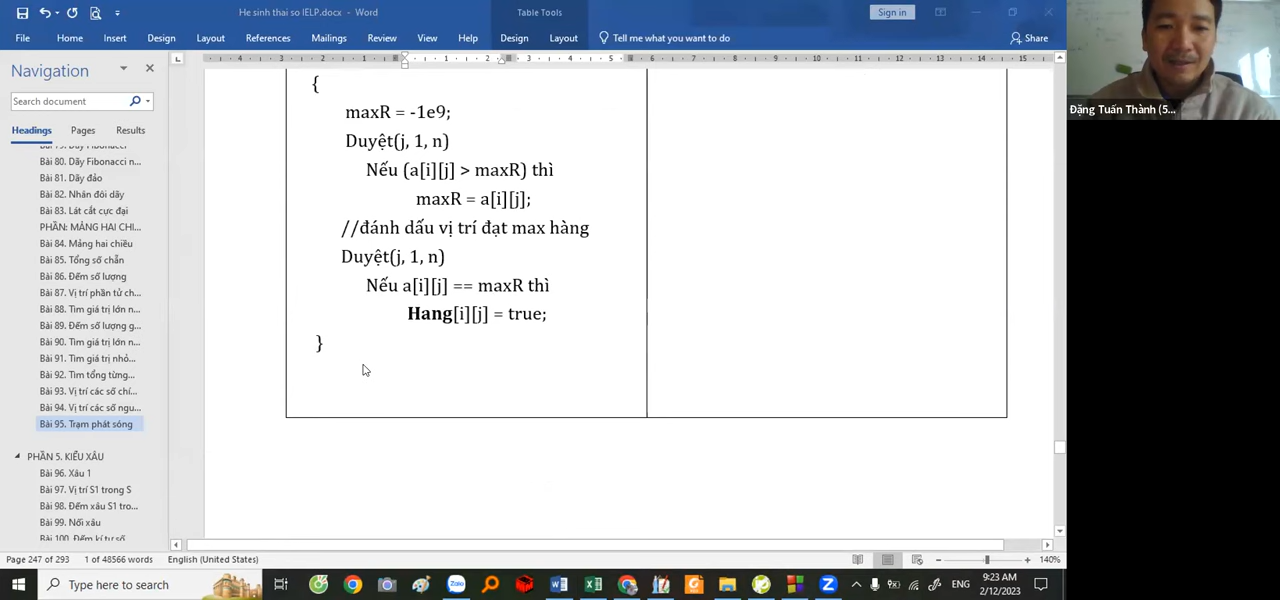 He sinh thai so IELP.docx - Word
Table Tools
Sign in
File
Home
Insert
Design
Layout
References
Mailings
Review
View
Help
Design
Layout
Tell me what you want to do
Share
Navigation
Search document
Headings
Pages
Results
Bài 80. Dãy Fibonacci n...
Bài 81. Dãy đảo
Bài 82. Nhân đôi dãy
Bài 83. Lát cắt cực đại
PHẦN: MẢNG HAI CHI...
Bài 84. Mảng hai chiều
Bài 85. Tổng số chẵn
Bài 86. Đếm số lượng
Bài 87. Vị trí phần tử ch...
Bài 88. Tìm giá trị lớn n...
Bài 89. Đếm số lượng g...
Bài 90. Tìm giá trị lớn n...
Bài 91. Tìm giá trị nhỏ...
Bài 92. Tìm tổng từng...
Bài 93. Vị trí các số chí...
Bài 94. Vị trí các số ngu...
Bài 95. Trạm phát sóng
PHẦN 5. KIỂU XÂU
Bài 96. Xâu 1
Bài 97. Vị trí S1 trong S
Bài 98. Đếm xâu S1 tro...
Bài 99. Nối xâu
Bài 100. Đếm kí tự số
{
maxR = -1e9;
Duyệt(j, 1, n)
Nếu (a[i][j] > maxR) thì
maxR = a[i][j];
//đánh dấu vị trí đạt max hàng
Duyệt(j, 1, n)
Nếu a[i][j] == maxR thì
Hang[i][j] = true;
}
Đặng Tuấn Thành (5...
Page 247 of 293
1 of 48566 words
English (United States)
140%
Type here to search
Zalo
ENG
9:23 AM
2/12/2023